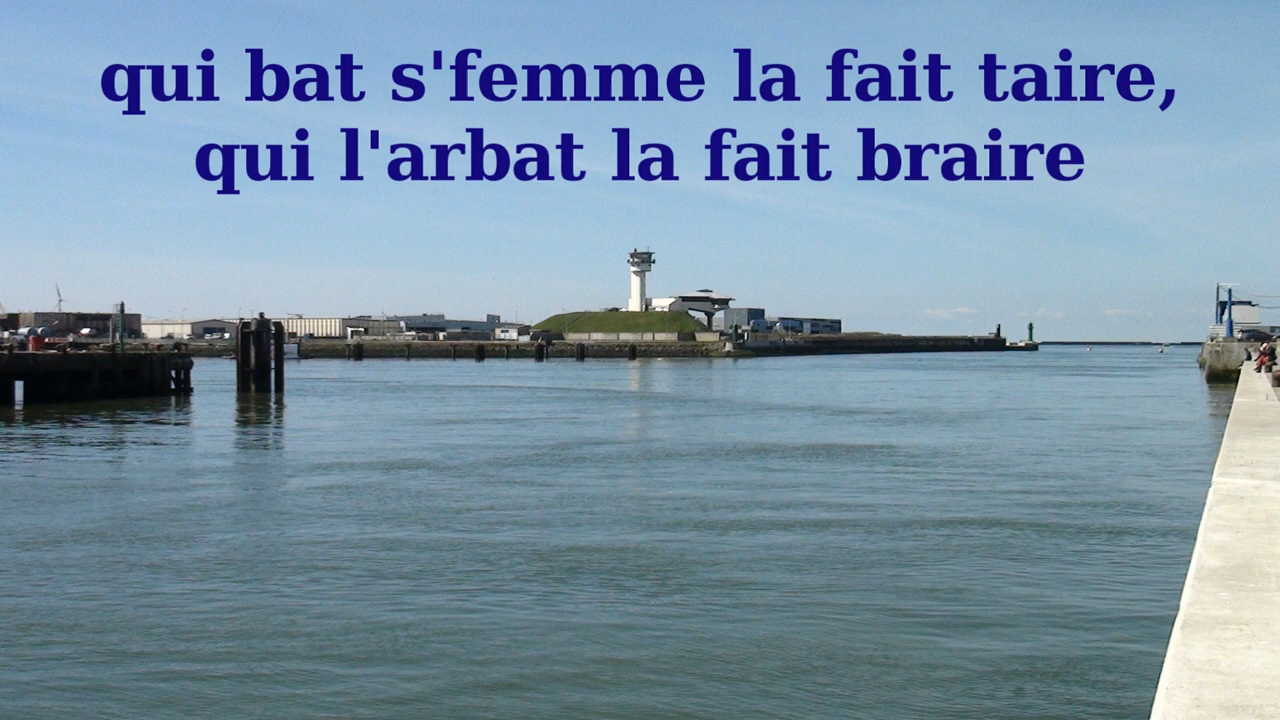 qui bat s'femme la fait taire,
qui l'arbat la fait braire